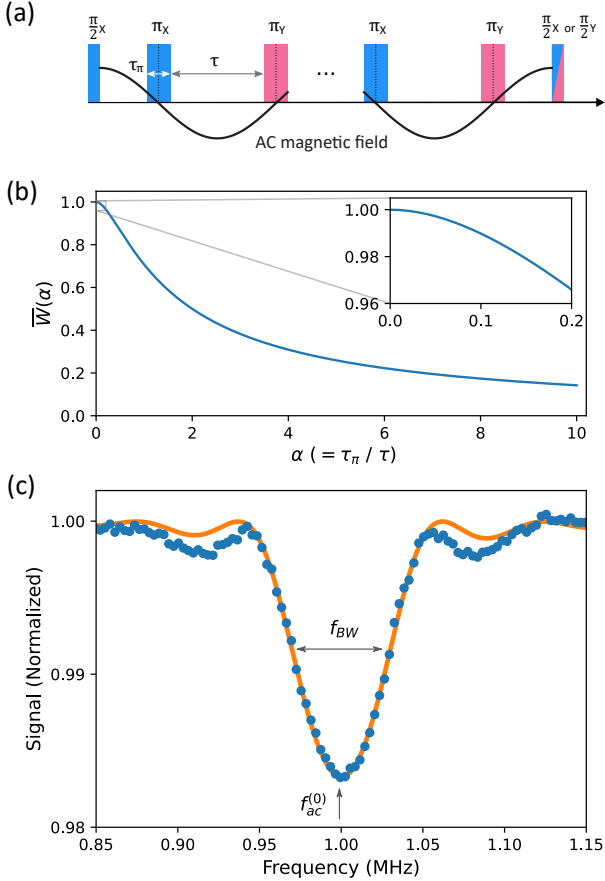 (a)
π/2 X πX πY πX πY π/2 X or π/2 Y
τπ τ ...
AC magnetic field
(b)
1.0
0.8
0.6
0.4
0.2
0.0
W̅(α)
0 2 4 6 8 10
α ( = τπ / τ)
1.00
0.98
0.96
0.0 0.1 0.2
(c)
1.00
0.99
0.98
Signal (Normalized)
fBW
fac(0)
0.85 0.90 0.95 1.00 1.05 1.10 1.15
Frequency (MHz)